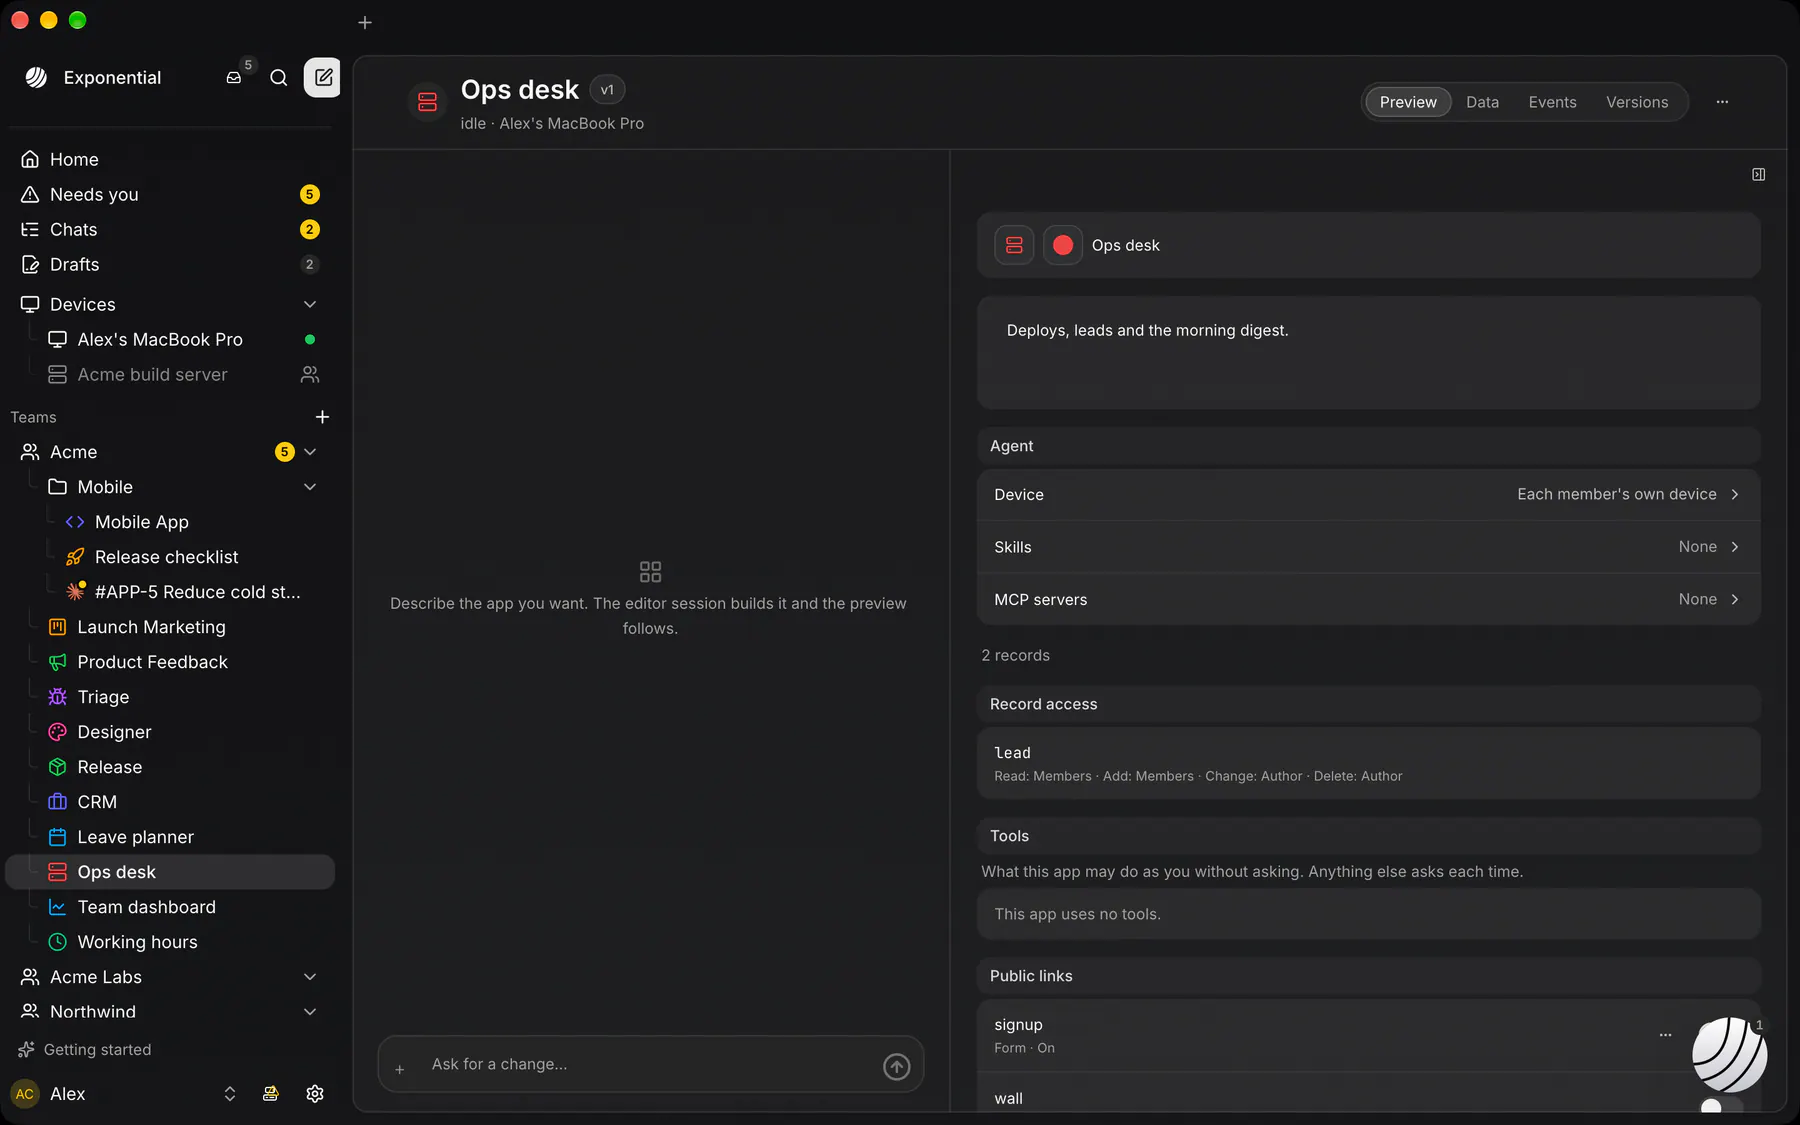 Exponential
5
Home
Needs you
5
Chats
2
Drafts
2
Devices
Alex's MacBook Pro
Acme build server
Teams
Acme
5
Mobile
Mobile App
Release checklist
#APP-5 Reduce cold st...
Launch Marketing
Product Feedback
Triage
Designer
Release
CRM
Leave planner
Ops desk
Team dashboard
Working hours
Acme Labs
Northwind
Getting started
AC
Alex
Ops desk
v1
idle · Alex's MacBook Pro
Preview
Data
Events
Versions
Describe the app you want. The editor session builds it and the preview
follows.
Ask for a change...
Ops desk
Deploys, leads and the morning digest.
Agent
Device
Each member's own device
Skills
None
MCP servers
None
2 records
Record access
lead
Read: Members · Add: Members · Change: Author · Delete: Author
Tools
What this app may do as you without asking. Anything else asks each time.
This app uses no tools.
Public links
signup
Form · On
1
wall